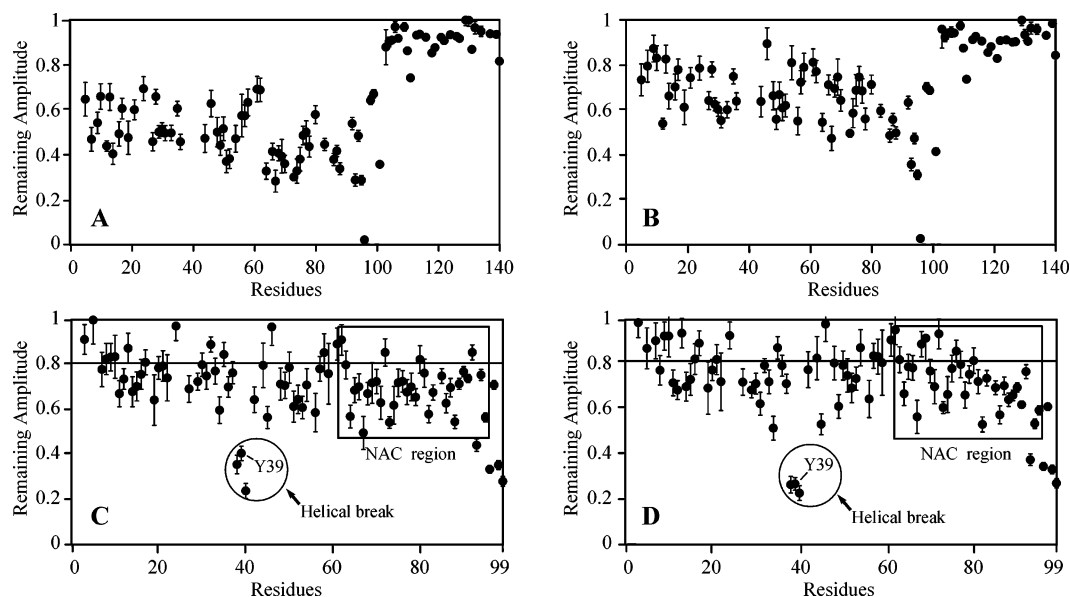 1
0.8
0.6
0.4
0.2
0
Remaining Amplitude
A
0 20 40 60 80 100 120 140
Residues
1
0.8
0.6
0.4
0.2
0
Remaining Amplitude
B
0 20 40 60 80 100 120 140
Residues
1
0.8
0.6
0.4
0.2
0
Remaining Amplitude
NAC region
Y39
Helical break
C
0 20 40 60 80 99
Residues
1
0.8
0.6
0.4
0.2
0
Remaining Amplitude
NAC region
Y39
Helical break
D
0 20 40 60 80 99
Residues